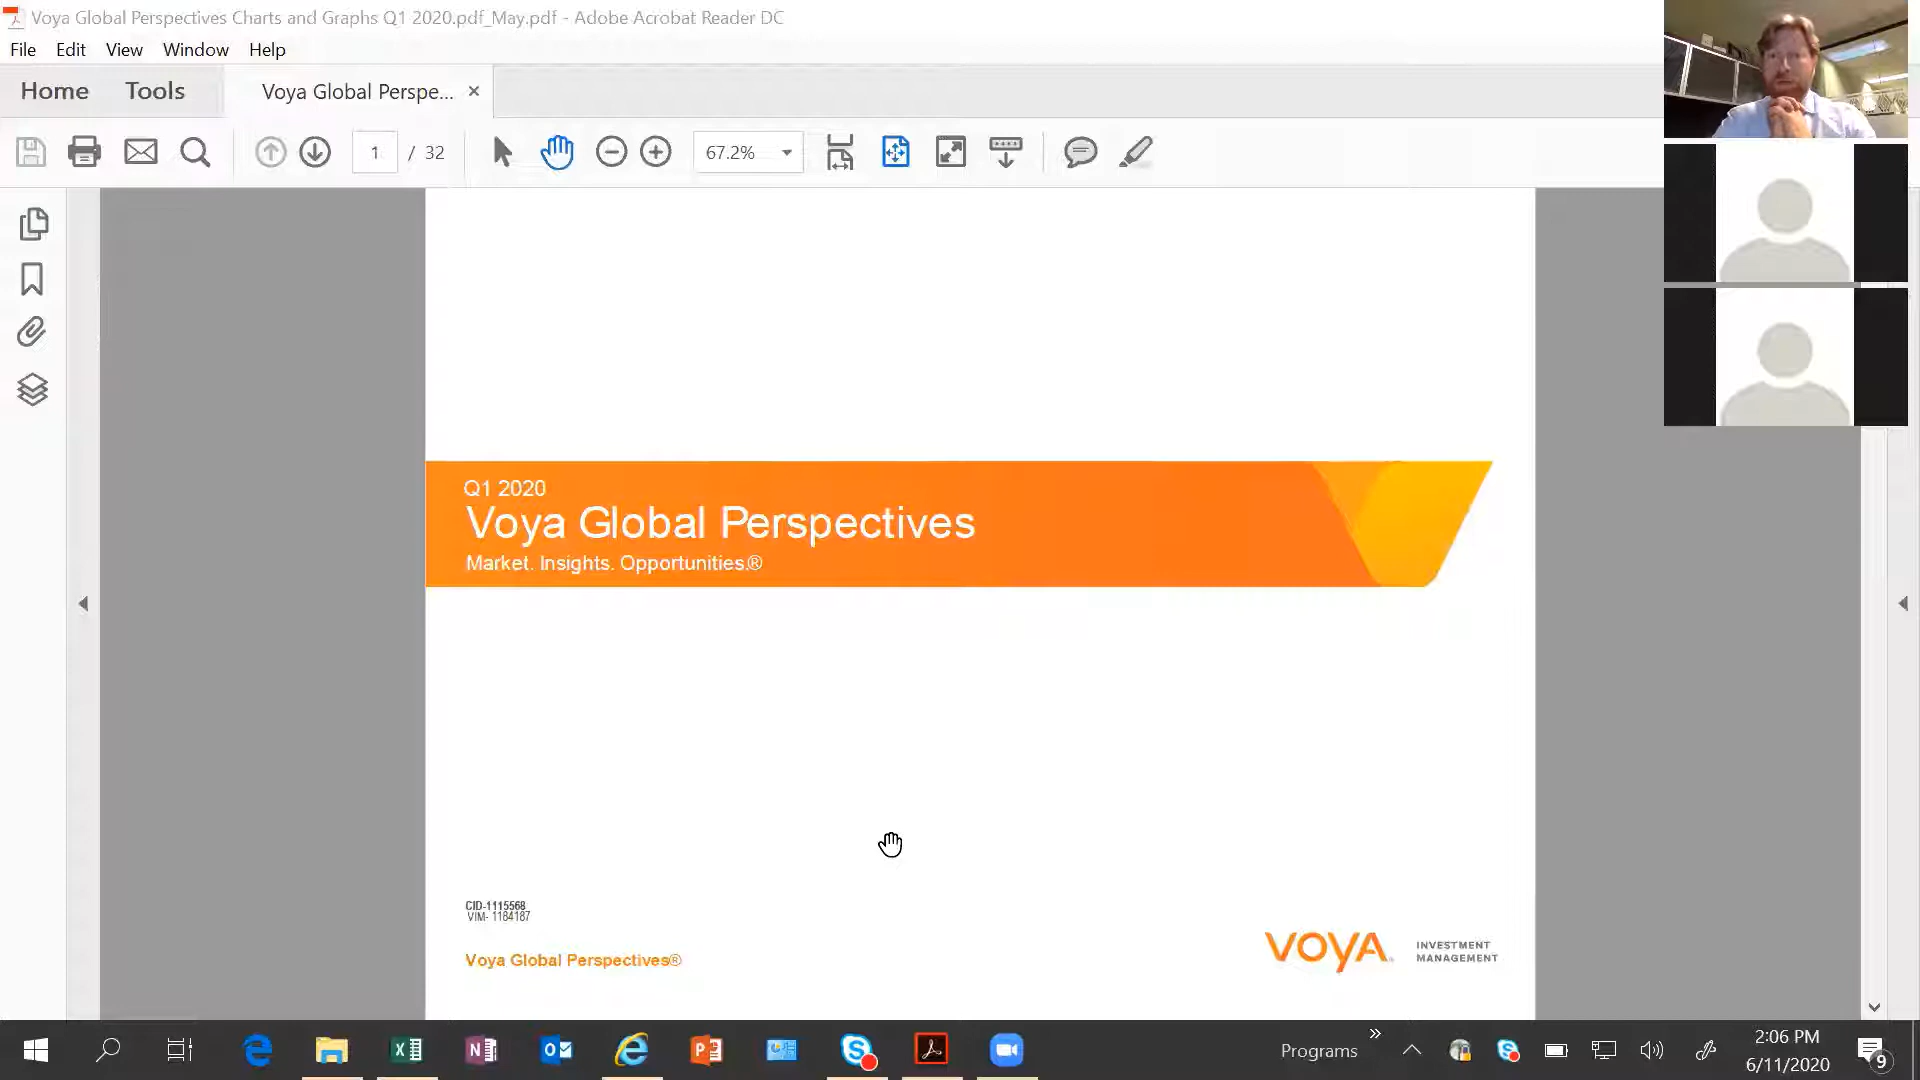 Voya Global Perspectives Charts and Graphs Q1 2020.pdf_May.pdf - Adobe Acrobat Reader DC
File Edit View Window Help
Home Tools Voya Global Perspe...
1 / 32 67.2%
Q1 2020
Voya Global Perspectives
Market. Insights. Opportunities.®
CID-1115568
VIM- 1184187
Voya Global Perspectives®
VOYA® INVESTMENT
MANAGEMENT
Programs
2:06 PM
6/11/2020
9